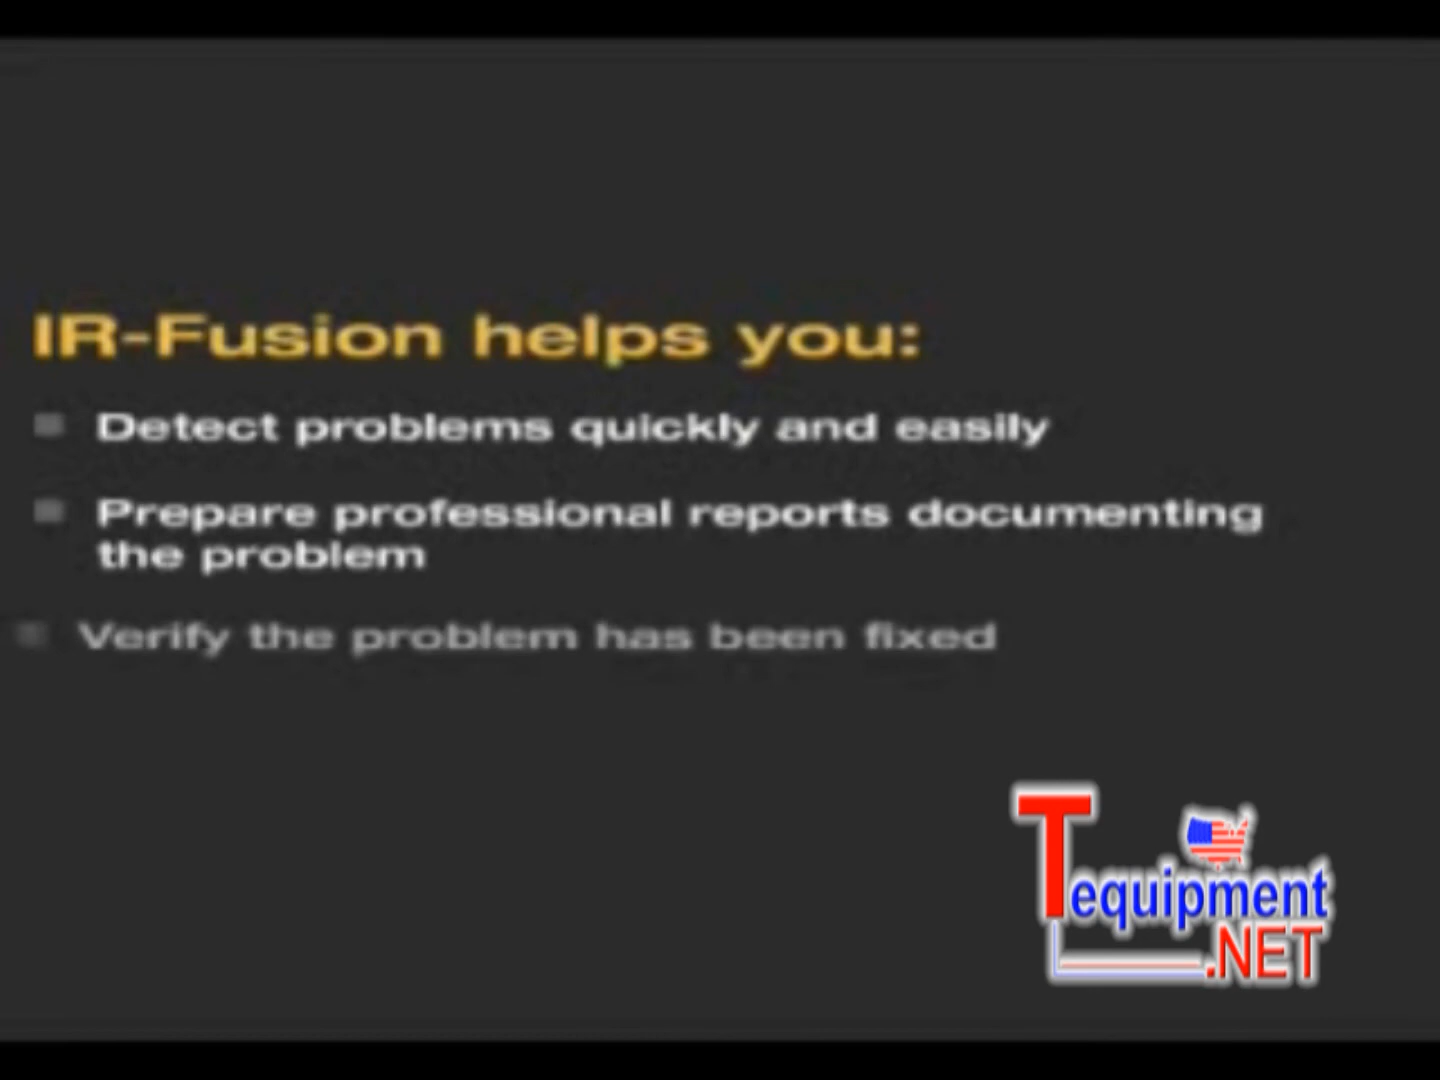 IR-Fusion helps you:
Detect problems quickly and easily
Prepare professional reports documenting
the problem
Verify the problem has been fixed
Tequipment
.NET